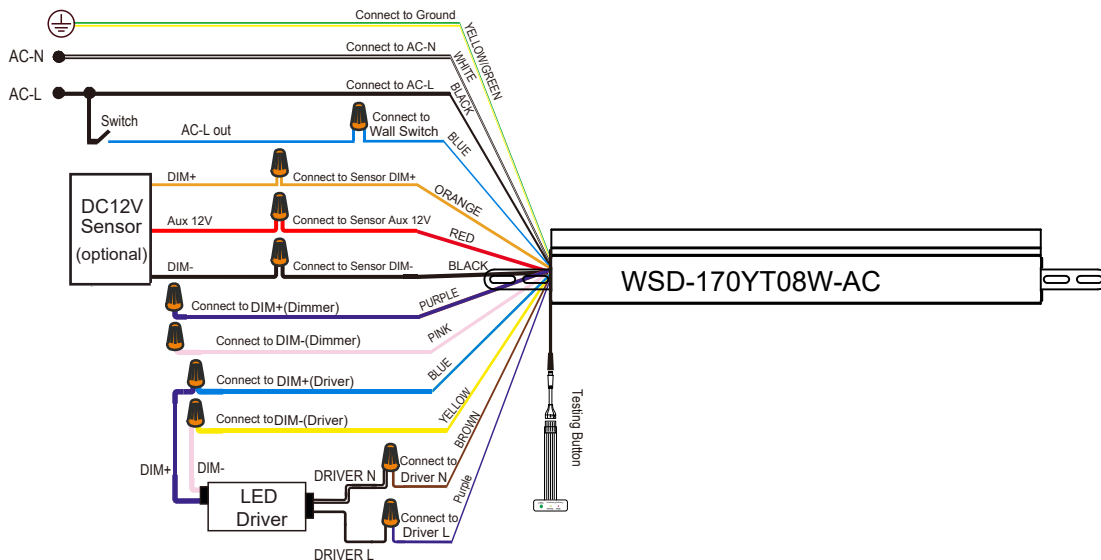 Connect to Ground
YELLOW/GREEN
AC-N
Connect to AC-N
WHITE
AC-L
Connect to AC-L
BLACK
Switch
AC-L out
Connect to
Wall Switch
BLUE
DC12V
Sensor
(optional)
DIM+
Connect to Sensor DIM+
ORANGE
Aux 12V
Connect to Sensor Aux 12V
RED
DIM-
Connect to Sensor DIM-
BLACK
WSD-170YT08W-AC
Connect to DIM+(Dimmer)
PURPLE
Connect to DIM-(Dimmer)
PINK
Connect to DIM+(Driver)
BLUE
Connect to DIM-(Driver)
YELLOW
DIM+
DIM-
LED
Driver
DRIVER N
Connect to
Driver N
BROWN
DRIVER L
Connect to
Driver L
Purple
Testing Button